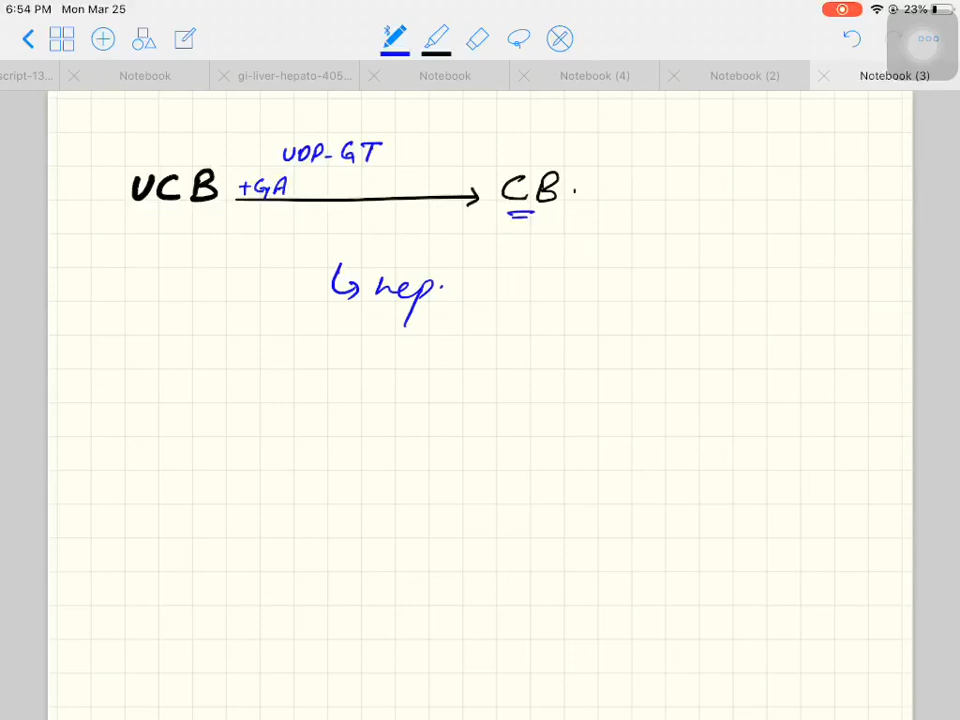 6:54 PM Mon Mar 25 23%
script-13... Notebook gi-liver-hepato-405... Notebook Notebook (4) Notebook (2) Notebook (3)
UDP-GT
UCB +GA → CB.
↳ hep.